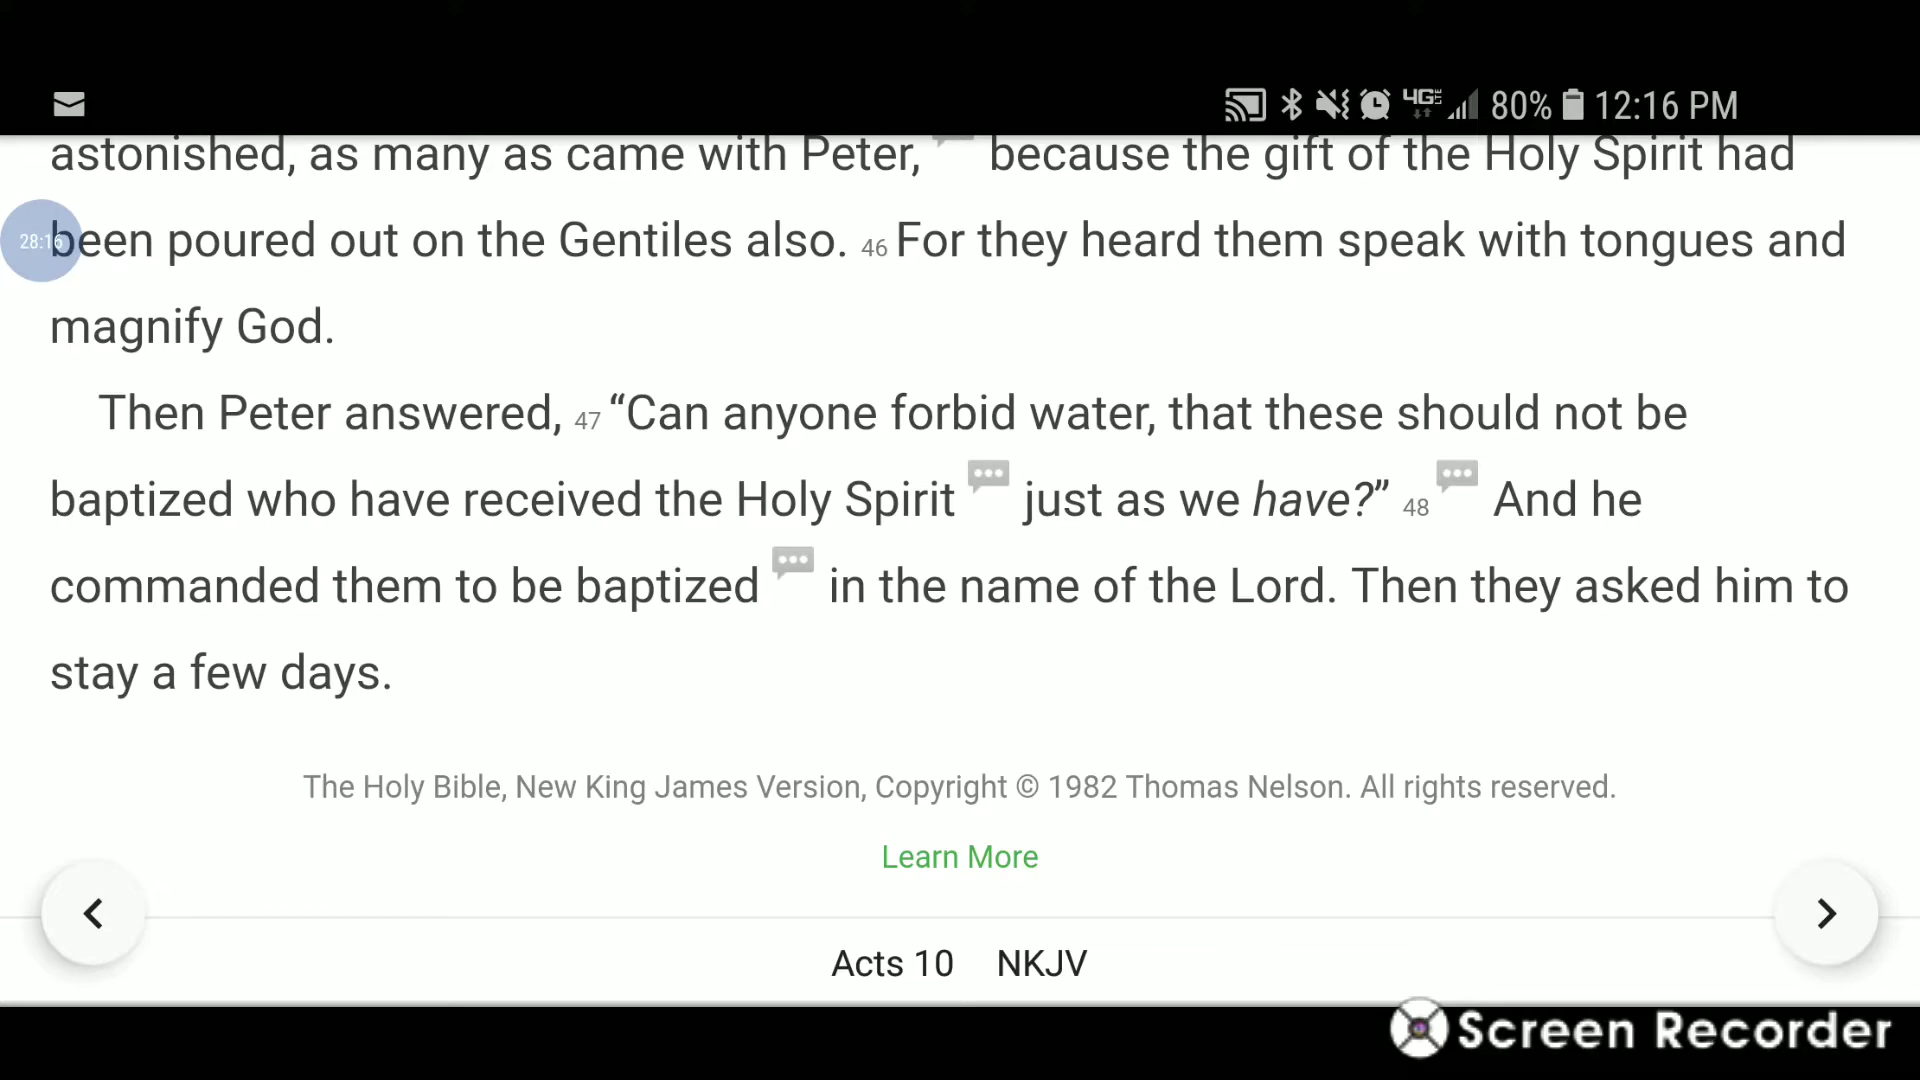 4G LTE 80% 12:16 PM
astonished, as many as came with Peter, because the gift of the Holy Spirit had
28:16
been poured out on the Gentiles also. 46 For they heard them speak with tongues and
magnify God.
Then Peter answered, 47 “Can anyone forbid water, that these should not be
baptized who have received the Holy Spirit just as we have?” 48 And he
commanded them to be baptized in the name of the Lord. Then they asked him to
stay a few days.
The Holy Bible, New King James Version, Copyright © 1982 Thomas Nelson. All rights reserved.
Learn More
Acts 10 NKJV
Screen Recorder